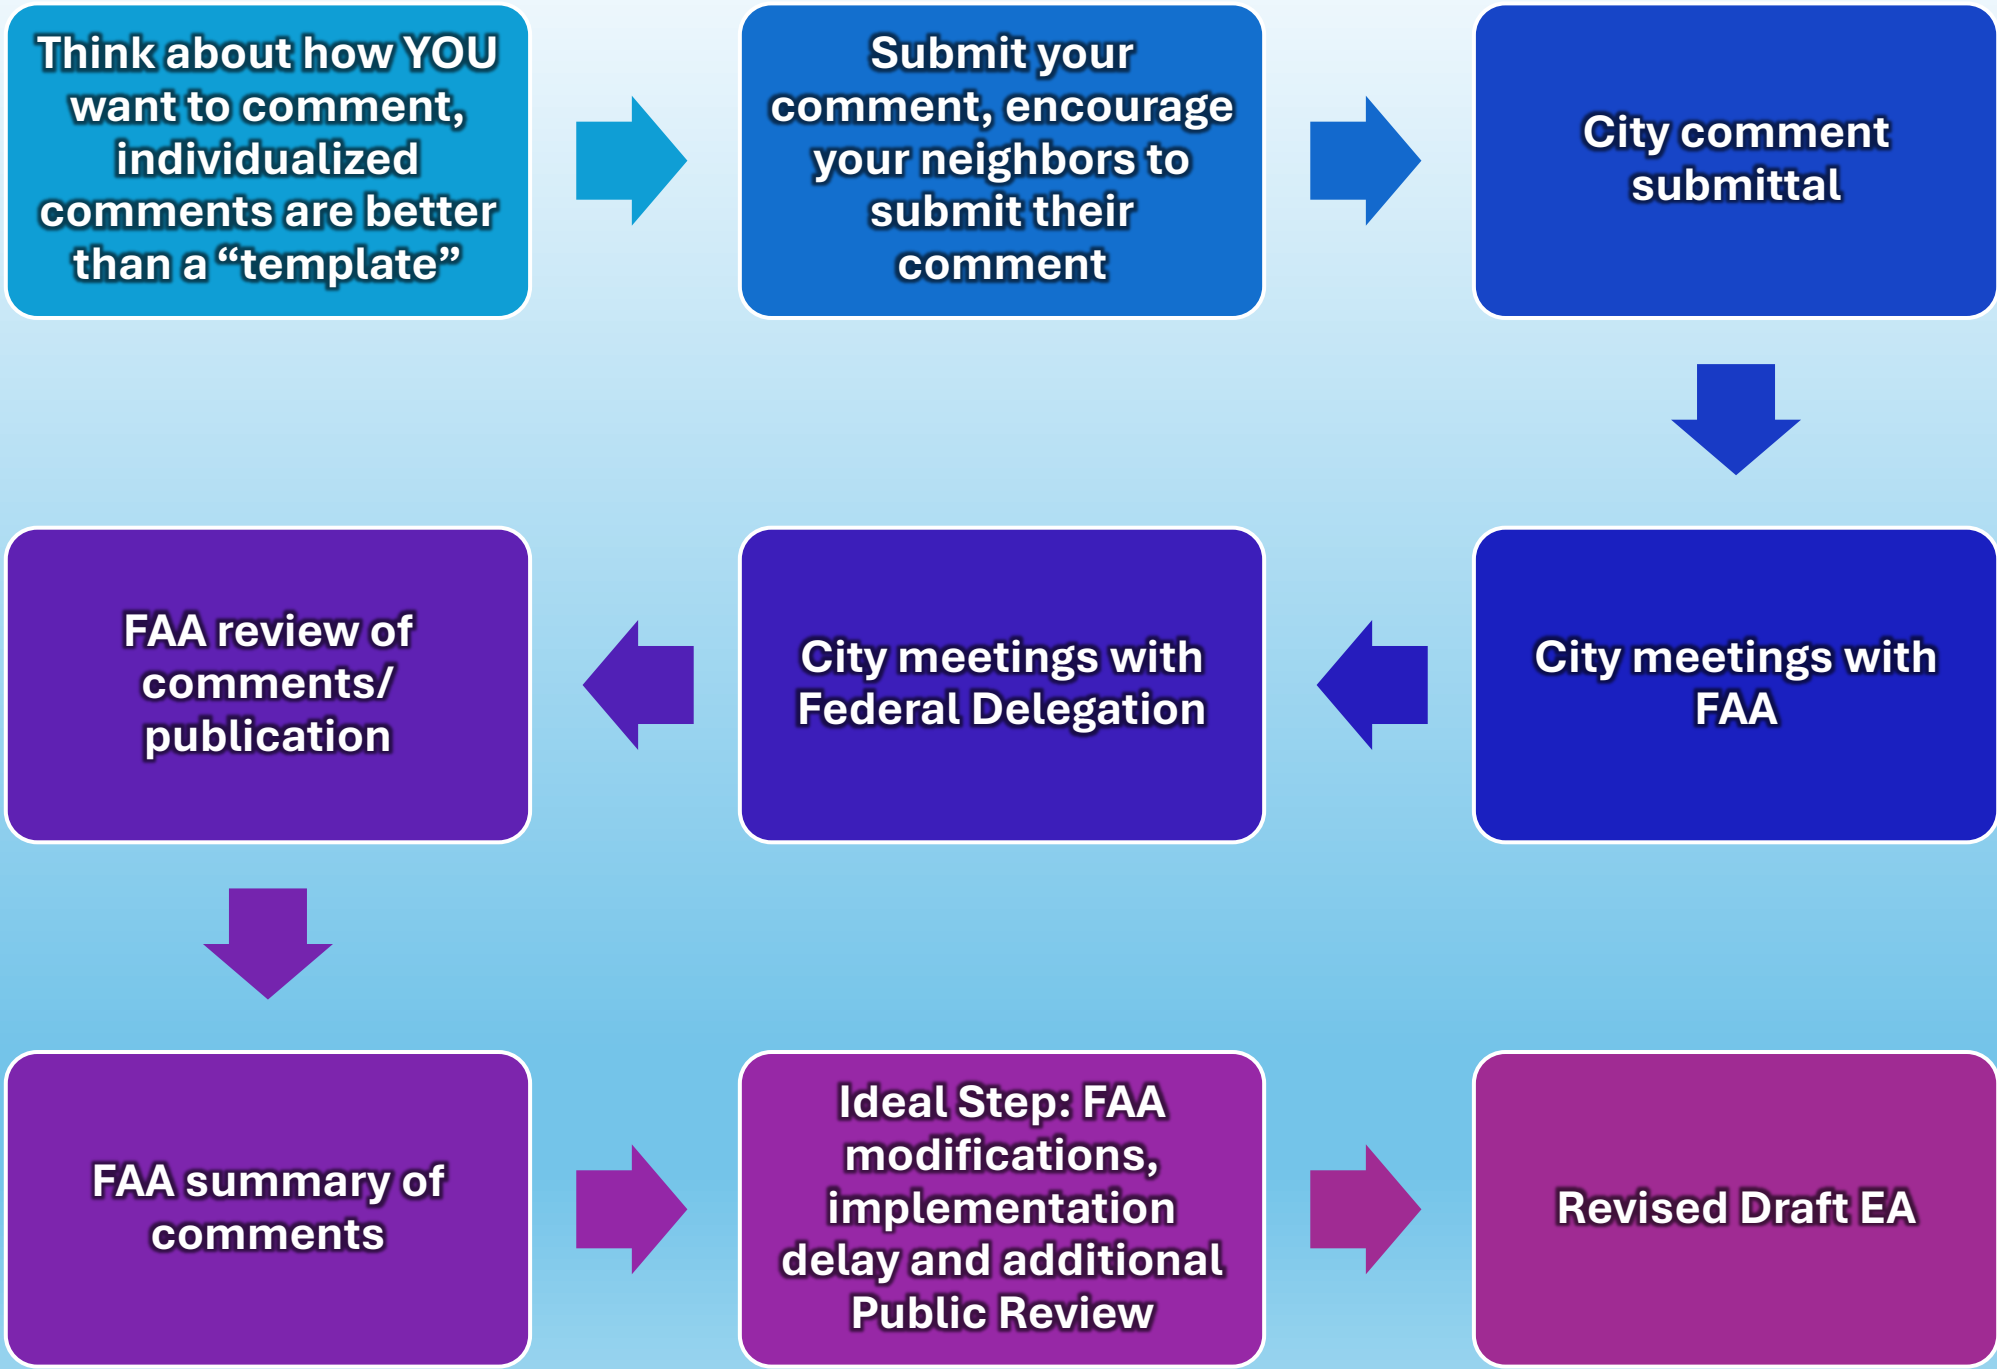 Think about how YOU
want to comment,
individualized
comments are better
than a “template”
Submit your
comment, encourage
your neighbors to
submit their
comment
City comment
submittal
City meetings with
FAA
City meetings with
Federal Delegation
FAA review of
comments/
publication
FAA summary of
comments
Ideal Step: FAA
modifications,
implementation
delay and additional
Public Review
Revised Draft EA